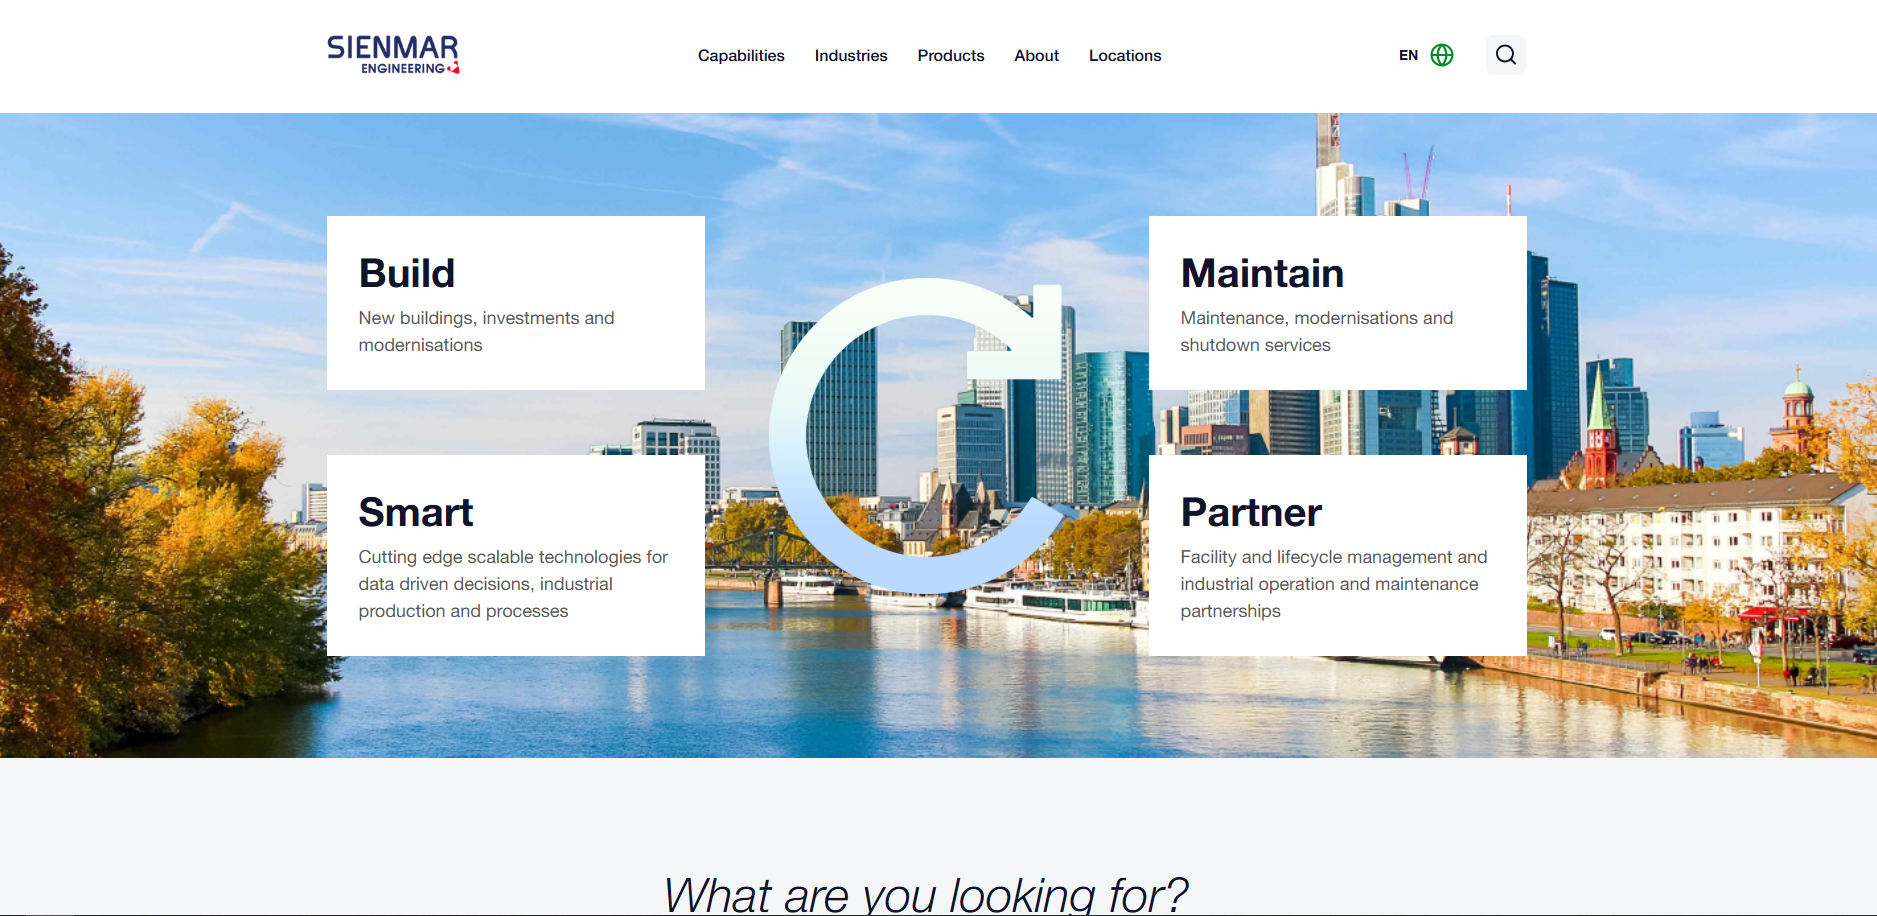 SIENMAR
ENGINEERING
Capabilities
Industries
Products
About
Locations
EN
Build
New buildings, investments and
modernisations
Maintain
Maintenance, modernisations and
shutdown services
Smart
Cutting edge scalable technologies for
data driven decisions, industrial
production and processes
Partner
Facility and lifecycle management and
industrial operation and maintenance
partnerships
What are you looking for?